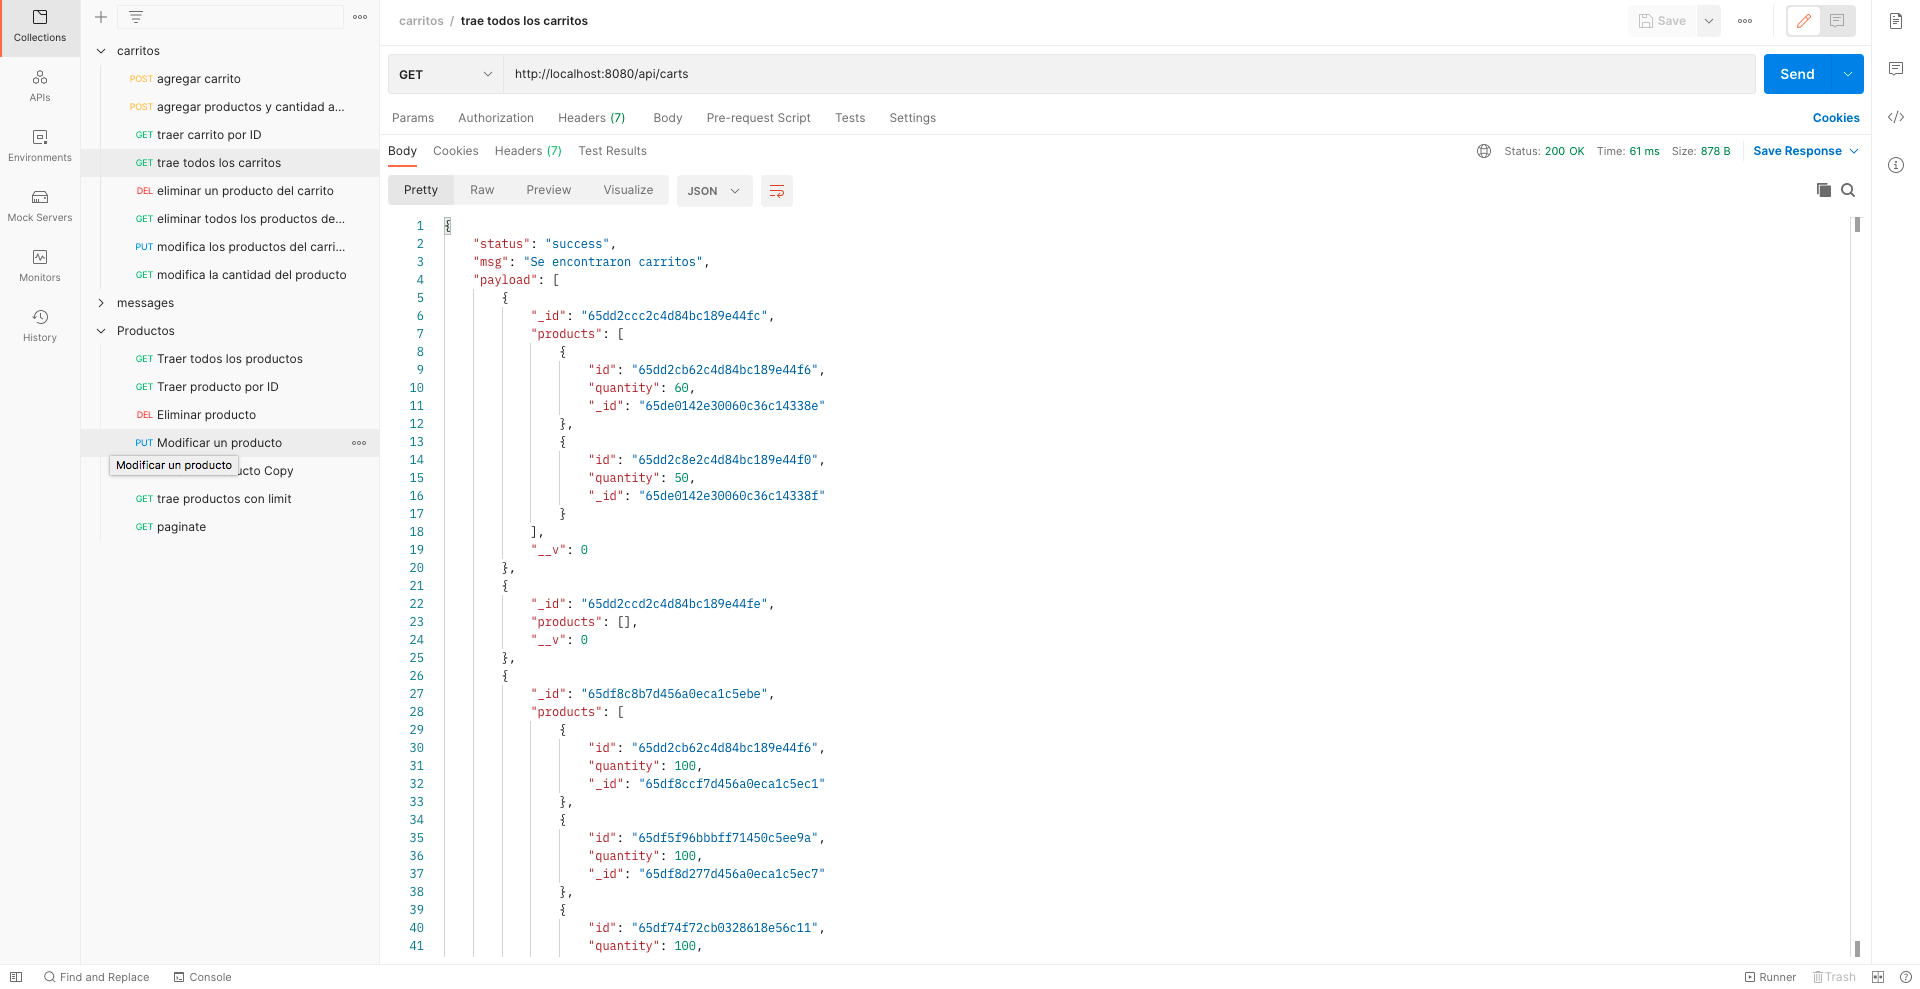 Collections
APIs
Environments
Mock Servers
Monitors
History
carritos
POST agregar carrito
POST agregar productos y cantidad a...
GET traer carrito por ID
GET trae todos los carritos
DEL eliminar un producto del carrito
GET eliminar todos los productos de...
PUT modifica los productos del carri...
GET modifica la cantidad del producto
messages
Productos
GET Traer todos los productos
GET Traer producto por ID
DEL Eliminar producto
PUT Modificar un producto
Modificar un producto
Copy
GET trae productos con limit
GET paginate
carritos / trae todos los carritos
Save
GET http://localhost:8080/api/carts
Send
Params Authorization Headers (7) Body Pre-request Script Tests Settings Cookies
Body Cookies Headers (7) Test Results Status: 200 OK Time: 61 ms Size: 878 B Save Response
Pretty Raw Preview Visualize JSON
1 {
2 "status": "success",
3 "msg": "Se encontraron carritos",
4 "payload": [
5 {
6 "_id": "65dd2ccc2c4d84bc189e44fc",
7 "products": [
8 {
9 "id": "65dd2cb62c4d84bc189e44f6",
10 "quantity": 60,
11 "_id": "65de0142e30060c36c14338e"
12 },
13 {
14 "id": "65dd2c8e2c4d84bc189e44f0",
15 "quantity": 50,
16 "_id": "65de0142e30060c36c14338f"
17 }
18 ],
19 "__v": 0
20 },
21 {
22 "_id": "65dd2ccd2c4d84bc189e44fe",
23 "products": [],
24 "__v": 0
25 },
26 {
27 "_id": "65df8c8b7d456a0eca1c5ebe",
28 "products": [
29 {
30 "id": "65dd2cb62c4d84bc189e44f6",
31 "quantity": 100,
32 "_id": "65df8ccf7d456a0eca1c5ec1"
33 },
34 {
35 "id": "65df5f96bbbff71450c5ee9a",
36 "quantity": 100,
37 "_id": "65df8d277d456a0eca1c5ec7"
38 },
39 {
40 "id": "65df74f72cb0328618e56c11",
41 "quantity": 100,
Find and Replace Console Runner Trash